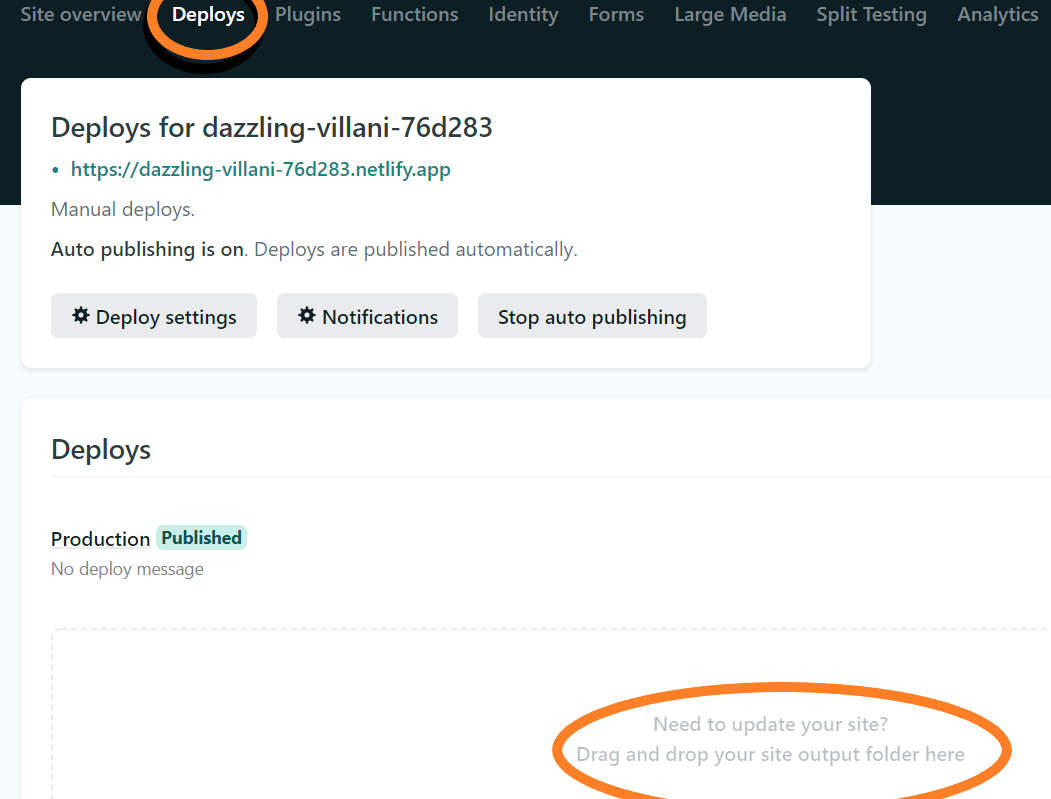 Site overview Deploys Plugins Functions Identity Forms Large Media Split Testing Analytics
Deploys for dazzling-villani-76d283
• https://dazzling-villani-76d283.netlify.app
Manual deploys.
Auto publishing is on. Deploys are published automatically.
Deploy settings Notifications Stop auto publishing
Deploys
Production Published
No deploy message
Need to update your site?
Drag and drop your site output folder here